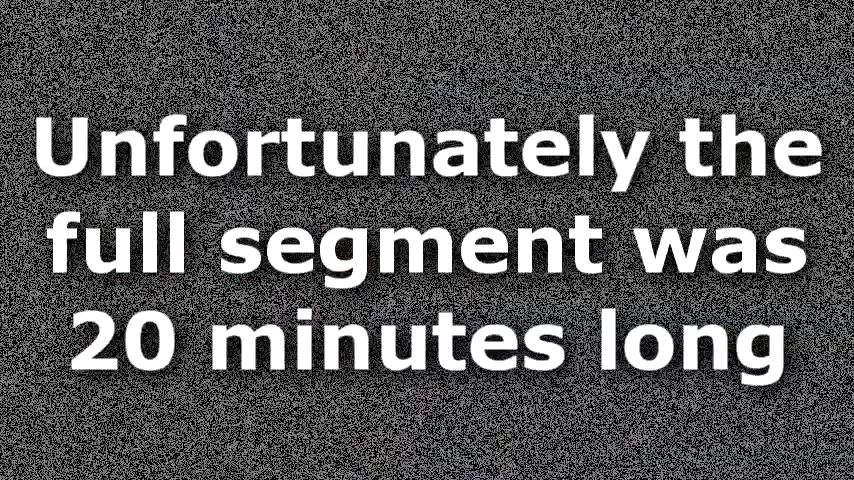 Unfortunately the
full segment was
20 minutes long